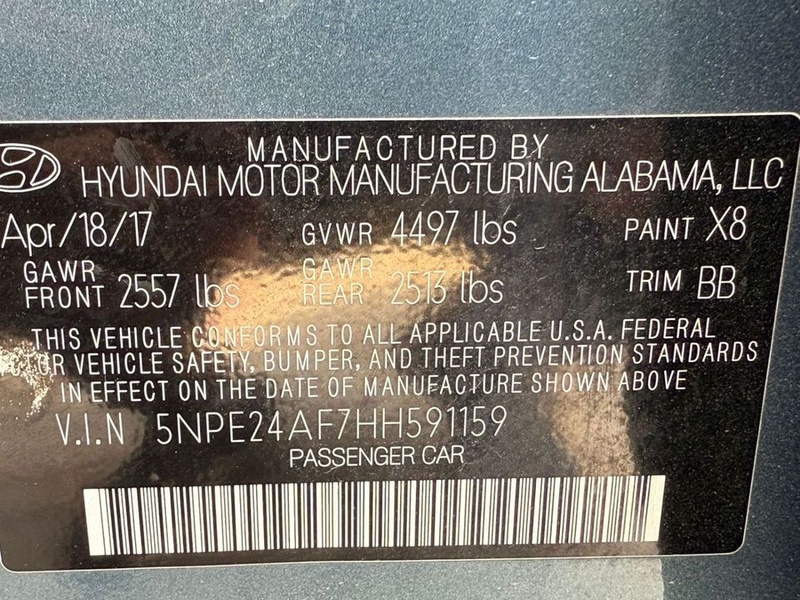 MANUFACTURED BY
HYUNDAI MOTOR MANUFACTURING ALABAMA, LLC
Apr/18/17 GVWR 4497 lbs PAINT X8
GAWR FRONT 2557 lbs GAWR REAR 2513 lbs TRIM BB
THIS VEHICLE CONFORMS TO ALL APPLICABLE U.S.A. FEDERAL
VEHICLE SAFETY, BUMPER, AND THEFT PREVENTION STANDARDS
IN EFFECT ON THE DATE OF MANUFACTURE SHOWN ABOVE
V.I.N 5NPE24AF7HH591159
PASSENGER CAR